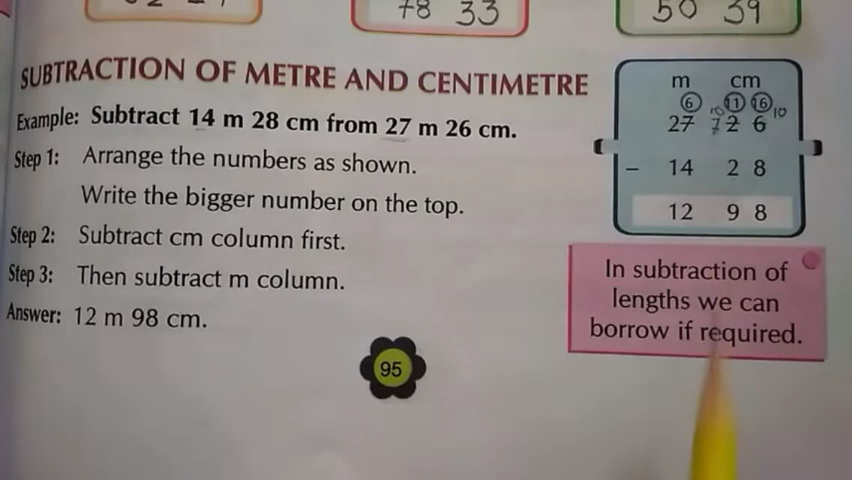 78 33
50 39
SUBTRACTION OF METRE AND CENTIMETRE
Example: Subtract 14 m 28 cm from 27 m 26 cm.
Step 1: Arrange the numbers as shown.
Write the bigger number on the top.
Step 2: Subtract cm column first.
Step 3: Then subtract m column.
Answer: 12 m 98 cm.
95
m cm
6 10 11 16 10
27 7 2 6
– 14 2 8
12 9 8
In subtraction of
lengths we can
borrow if required.